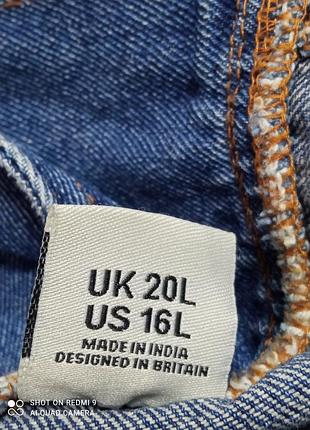 UK 20L
US 16L
MADE IN INDIA
DESIGNED IN BRITAIN
SHOT ON REDMI 9
AI QUAD CAMERA